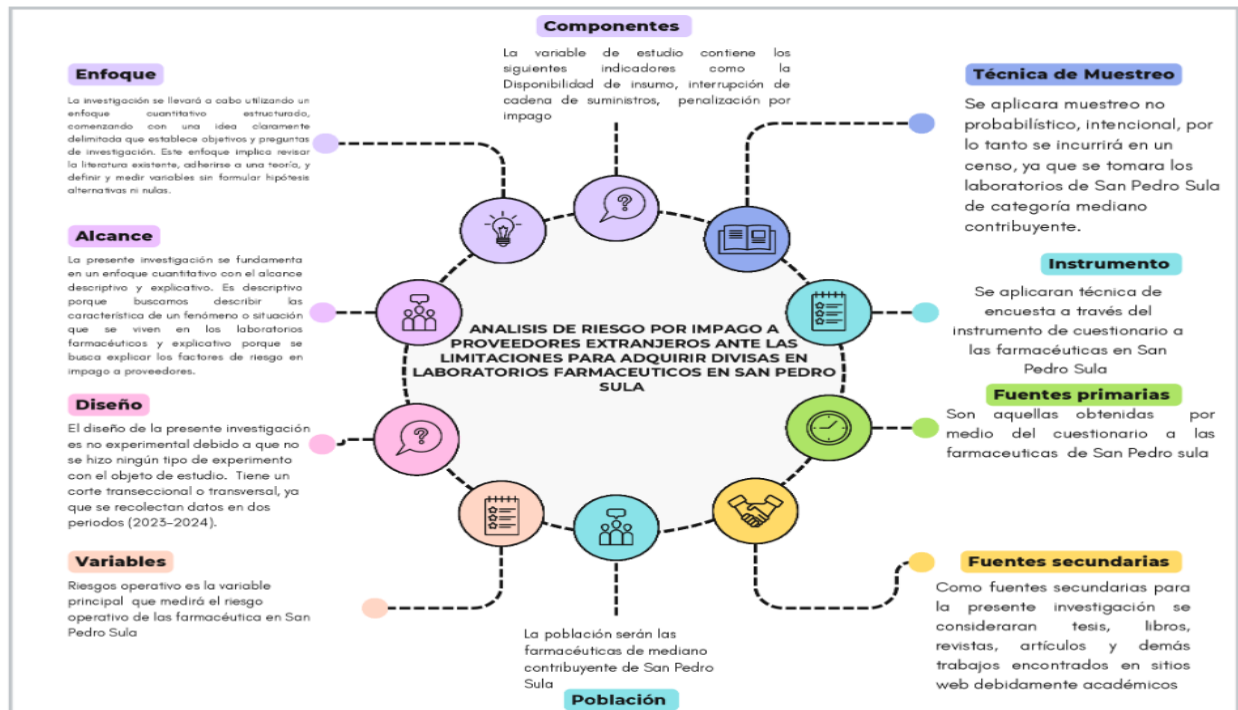 Componentes
La variable de estudio contiene los
siguientes indicadores como la
Disponibilidad de insumo, interrupción de
cadena de suministros, penalización por
impago
Enfoque
La investigación se llevará a cabo utilizando un
enfoque cuantitativo estructurado,
comenzando con una idea claramente
delimitada que establece objetivos y preguntas
de investigación. Este enfoque implica revisar
la literatura existente, adherirse a una teoría, y
definir y medir variables sin formular hipótesis
alternativas ni nulas.
Alcance
La presente investigación se fundamenta
en un enfoque cuantitativo con el alcance
descriptivo y explicativo. Es descriptivo
porque buscamos describir las
característica de un fenómeno o situación
que se viven en los laboratorios
farmacéuticos y explicativo porque se
busca explicar los factores de riesgo en
impago a proveedores.
Diseño
El diseño de la presente investigación
es no experimental debido a que no
se hizo ningún tipo de experimento
con el objeto de estudio. Tiene un
corte transeccional o transversal, ya
que se recolectan datos en dos
periodos (2023-2024).
Variables
Riesgos operativo es la variable
principal que medirá el riesgo
operativo de las farmacéutica en San
Pedro Sula
ANALISIS DE RIESGO POR IMPAGO A
PROVEEDORES EXTRANJEROS ANTE LAS
LIMITACIONES PARA ADQUIRIR DIVISAS EN
LABORATORIOS FARMACEUTICOS EN SAN PEDRO
SULA
La población serán las
farmacéuticas de mediano
contribuyente de San Pedro
Sula
Población
Técnica de Muestreo
Se aplicara muestreo no
probabilístico, intencional, por
lo tanto se incurrirá en un
censo, ya que se tomara los
laboratorios de San Pedro Sula
de categoría mediano
contribuyente.
Instrumento
Se aplicaran técnica de
encuesta a través del
instrumento de cuestionario a
las farmacéuticas en San
Pedro Sula
Fuentes primarias
Son aquellas obtenidas por
medio del cuestionario a las
farmaceuticas de San Pedro sula
Fuentes secundarias
Como fuentes secundarias para
la presente investigación se
consideraran tesis, libros,
revistas, artículos y demás
trabajos encontrados en sitios
web debidamente académicos